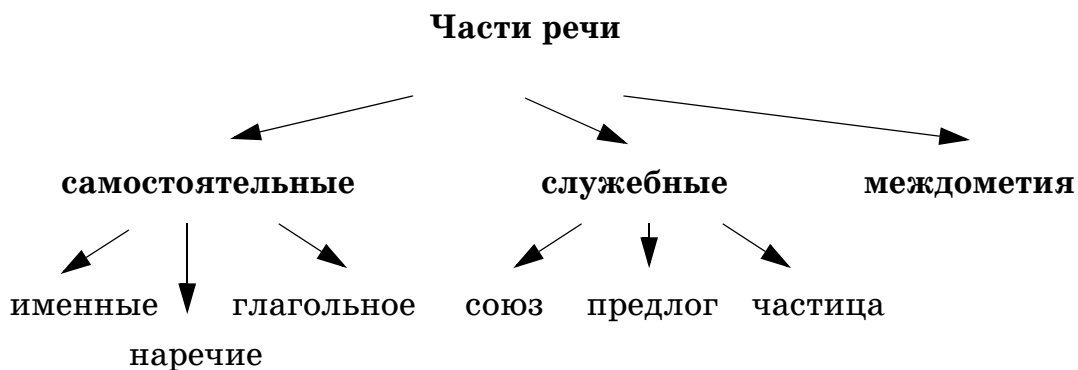 Части речи
самостоятельные служебные междометия
именные глагольное союз предлог частица
наречие